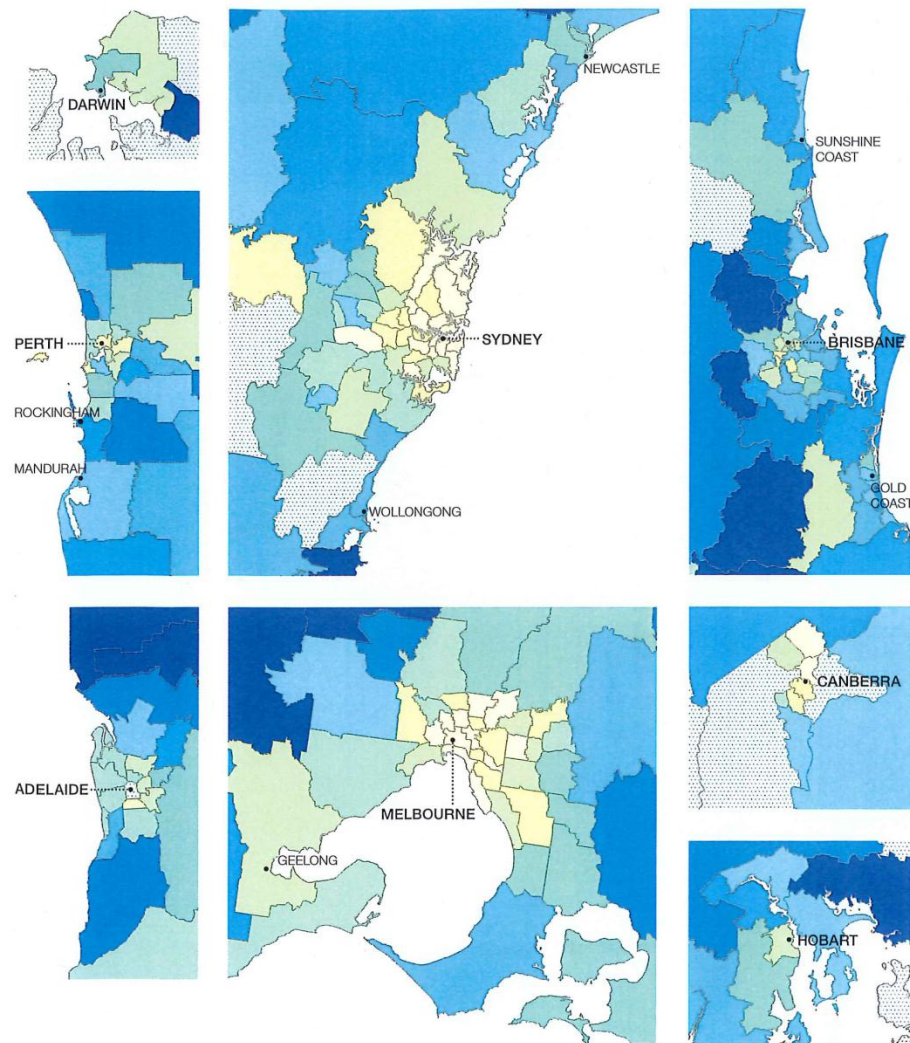 DARWIN
NEWCASTLE
SUNSHINE
COAST
PERTH
SYDNEY
BRISBANE
ROCKINGHAM
MANDURAH
WOLLONGONG
GOLD
COAST
CANBERRA
ADELAIDE
MELBOURNE
GEELONG
HOBART